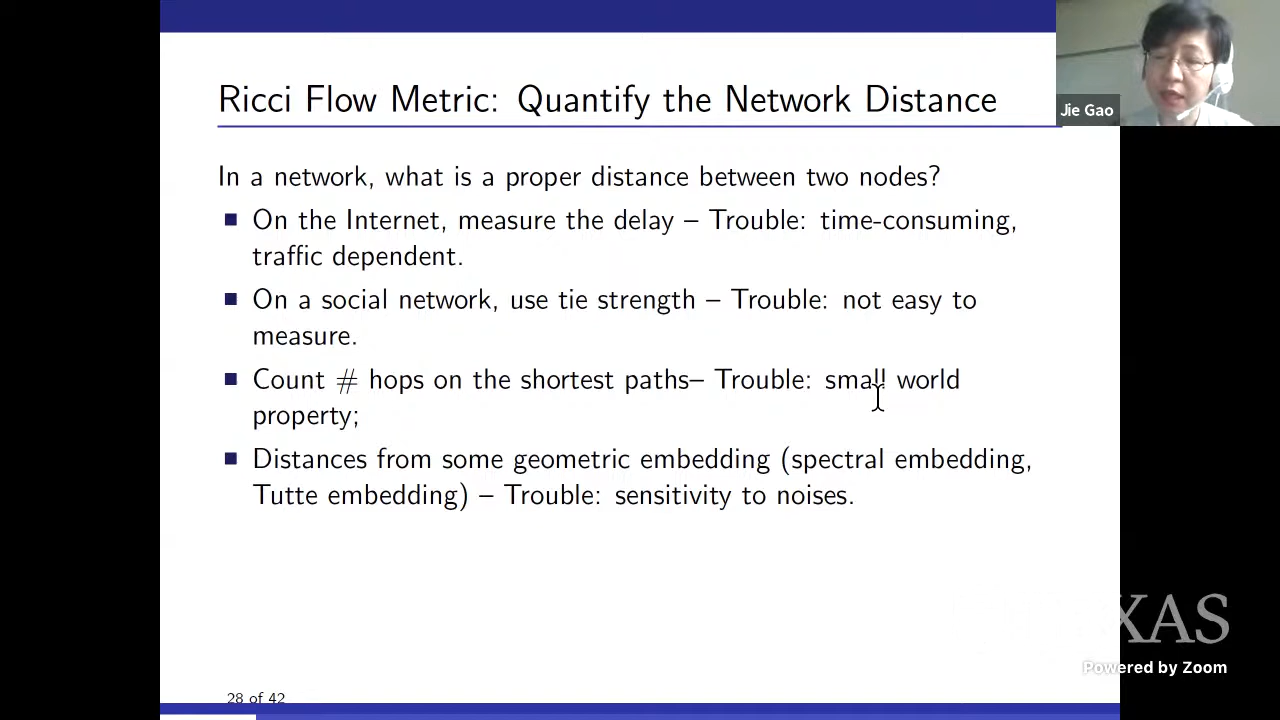 Ricci Flow Metric: Quantify the Network Distance
Jie Gao
In a network, what is a proper distance between two nodes?
■ On the Internet, measure the delay – Trouble: time-consuming,
traffic dependent.
■ On a social network, use tie strength – Trouble: not easy to
measure.
■ Count # hops on the shortest paths– Trouble: small world
property;
■ Distances from some geometric embedding (spectral embedding,
Tutte embedding) – Trouble: sensitivity to noises.
XAS
Powered by Zoom
28 of 42